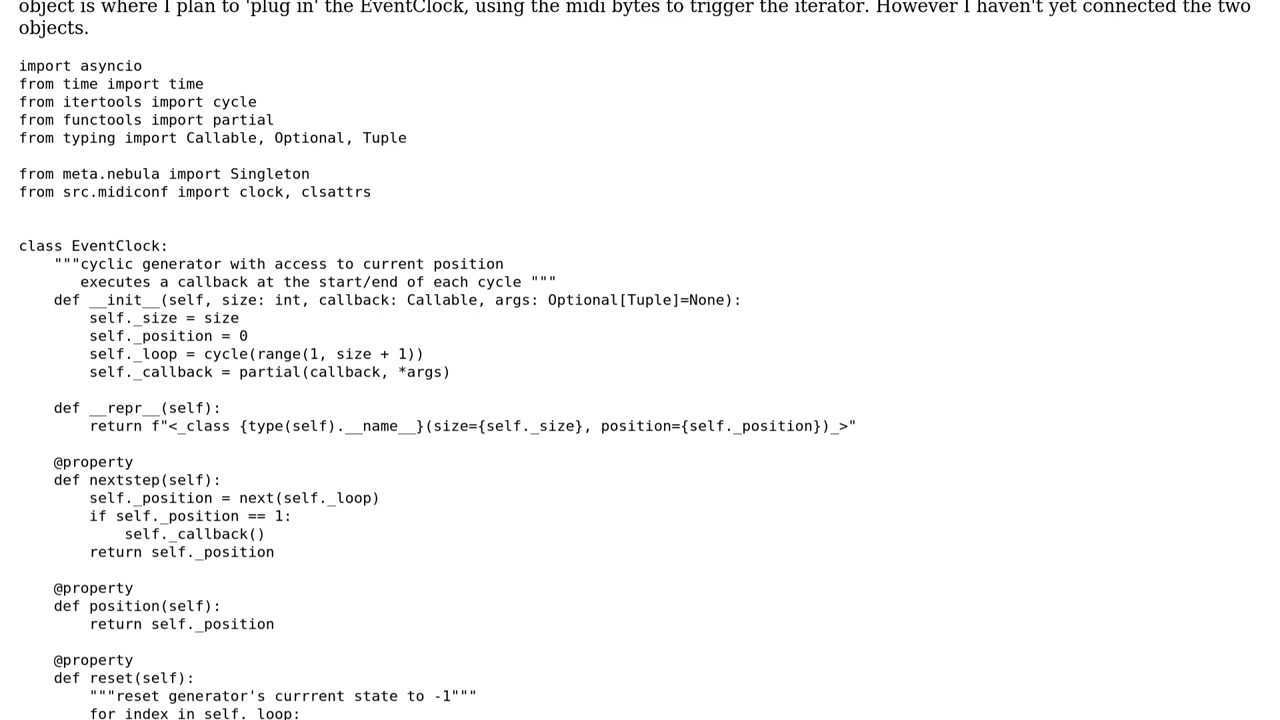 object is where I plan to 'plug in' the EventClock, using the midi bytes to trigger the iterator. However I haven't yet connected the two
objects.
import asyncio
from time import time
from itertools import cycle
from functools import partial
from typing import Callable, Optional, Tuple
from meta.nebula import Singleton
from src.midiconf import clock, clsattrs
class EventClock:
    """cyclic generator with access to current position
       executes a callback at the start/end of each cycle """
    def __init__(self, size: int, callback: Callable, args: Optional[Tuple]=None):
        self._size = size
        self._position = 0
        self._loop = cycle(range(1, size + 1))
        self._callback = partial(callback, *args)
    def __repr__(self):
        return f"<_class {type(self).__name__}(size={self._size}, position={self._position})_>"
    @property
    def nextstep(self):
        self._position = next(self._loop)
        if self._position == 1:
            self._callback()
        return self._position
    @property
    def position(self):
        return self._position
    @property
    def reset(self):
        """reset generator's currrent state to -1"""
        for index in self._loop: